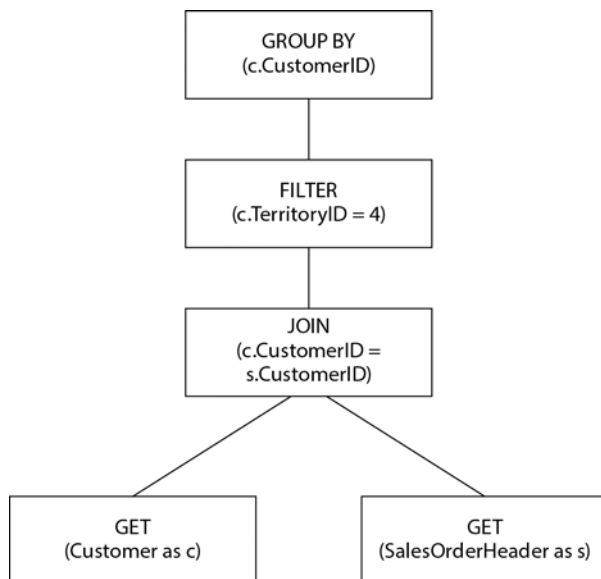 GROUP BY
(c.CustomerID)
FILTER
(c.TerritoryID = 4)
JOIN
(c.CustomerID =
s.CustomerID)
GET
(Customer as c)
GET
(SalesOrderHeader as s)